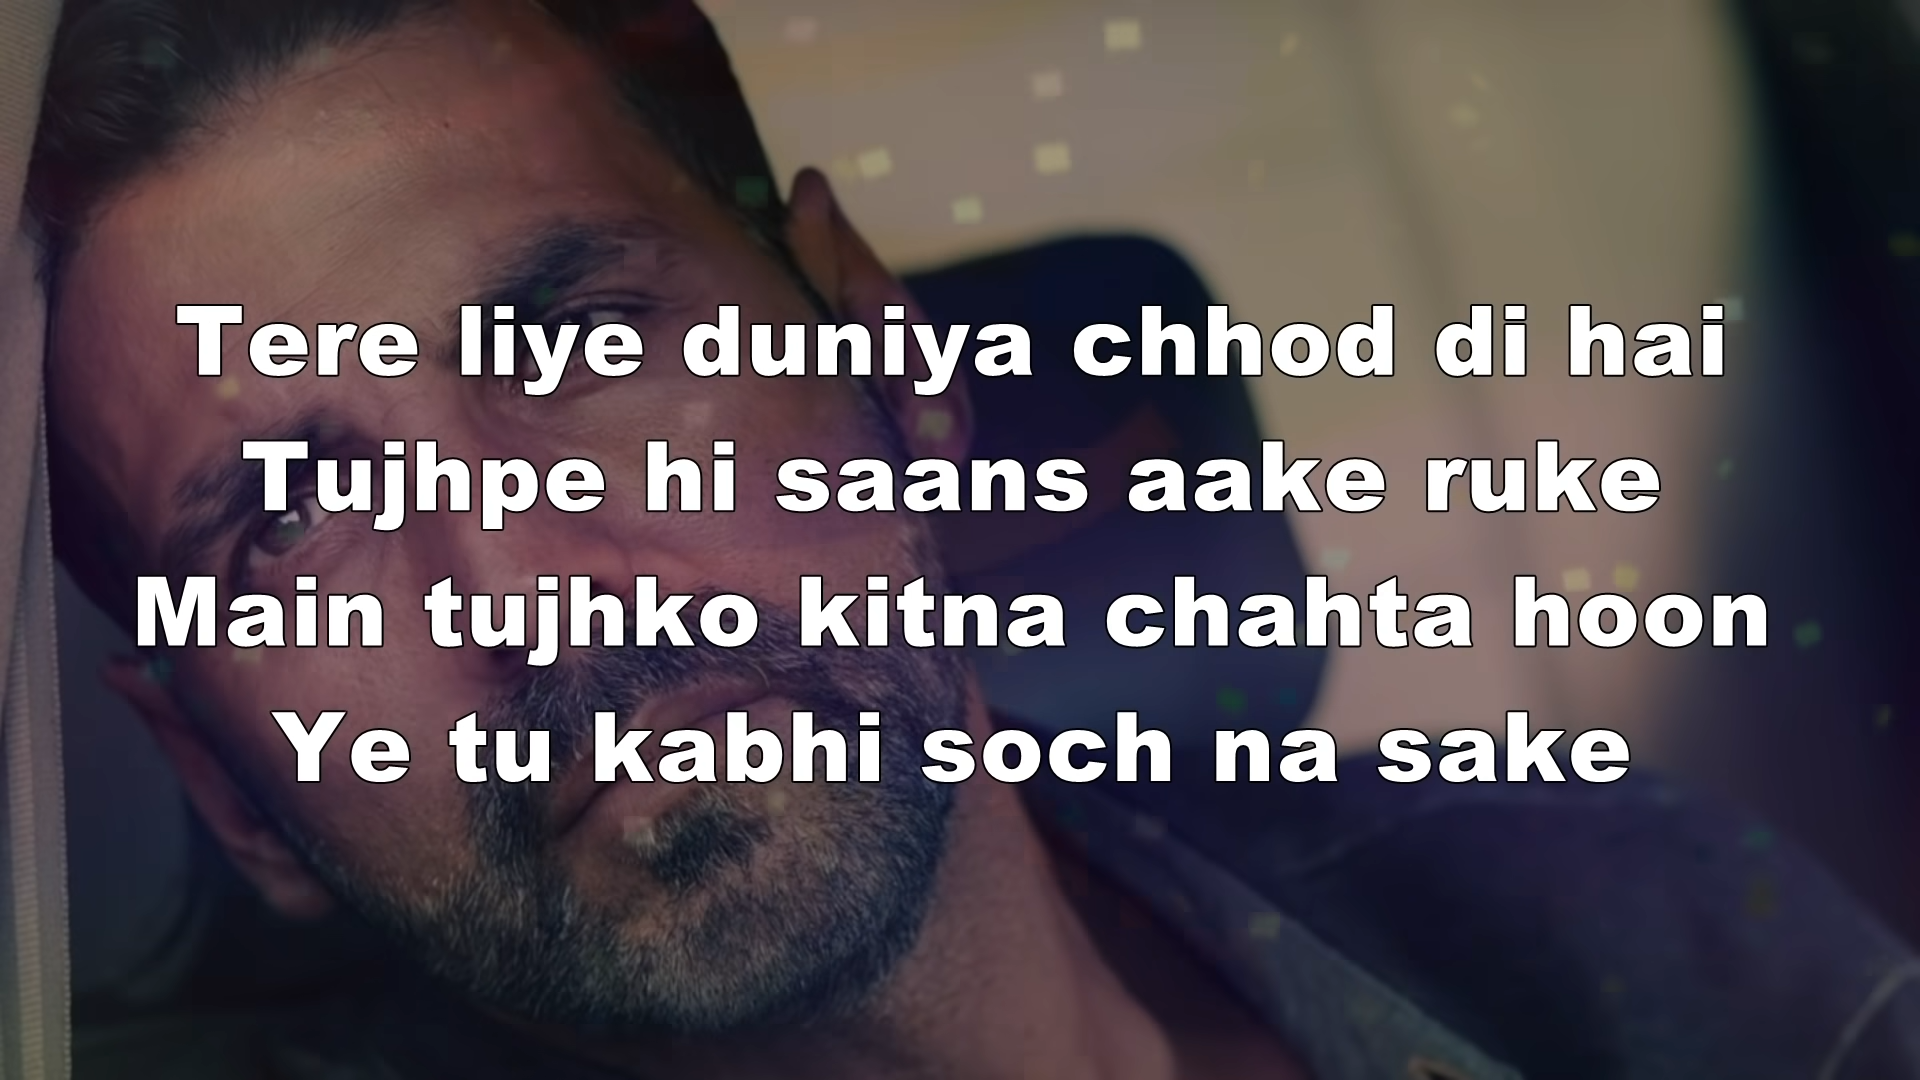 Tere liye duniya chhod di hai
Tujhpe hi saans aake ruke
Main tujhko kitna chahta hoon
Ye tu kabhi soch na sake